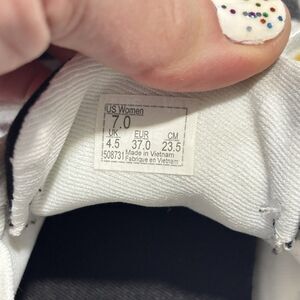 US Women
7.0
UK EUR CM
4.5 37.0 23.5
508731 Made in Vietnam
Fabrique en Vietnam